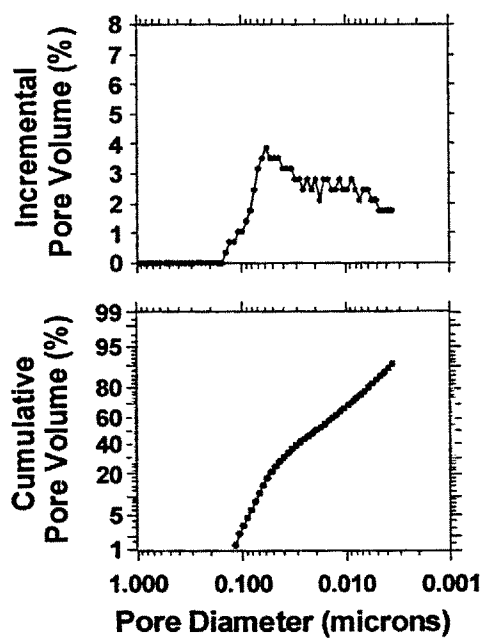 Incremental
Pore Volume (%)
8
7
6
5
4
3
2
1
0
Cumulative
Pore Volume (%)
99
95
80
60
40
20
5
1
1.000 0.100 0.010 0.001
Pore Diameter (microns)